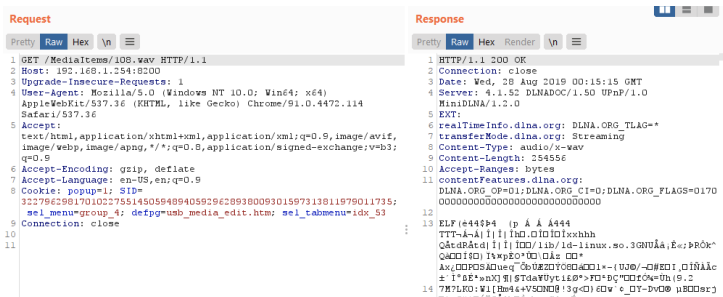 Request
Pretty Raw Hex \n
1 GET /MediaItems/108.wav HTTP/1.1
2 Host: 192.168.1.254:8200
3 Upgrade-Insecure-Requests: 1
4 User-Agent: Mozilla/5.0 (Windows NT 10.0; Win64; x64)
AppleWebKit/537.36 (KHTML, like Gecko) Chrome/91.0.4472.114
Safari/537.36
5 Accept:
text/html,application/xhtml+xml,application/xml;q=0.9,image/avif,
image/webp,image/apng,*/*;q=0.8,application/signed-exchange;v=b3;
q=0.9
6 Accept-Encoding: gzip, deflate
7 Accept-Language: en-US,en;q=0.9
8 Cookie: popup=1; SID=
sel_menu=group_4; defpg=usb_media_edit.htm; sel_tabmenu=idx_53
9 Connection: close
10
11
Response
Pretty Raw Hex Render \n
1 HTTP/1.1 200 OK
2 Connection: close
3 Date: Wed, 28 Aug 2019 00:15:15 GMT
4 Server: 4.1.52 DLNADOC/1.50 UPnP/1.0
MiniDLNA/1.2.0
5 EXT:
6 realTimeInfo.dlna.org: DLNA.ORG_TLAG=*
7 transferMode.dlna.org: Streaming
8 Content-Type: audio/x-wav
9 Content-Length: 254556
10 Accept-Ranges: bytes
11 contentFeatures.dlna.org:
DLNA.ORG_OP=01;DLNA.ORG_CI=0;DLNA.ORG_FLAGS=0170
12
13
14